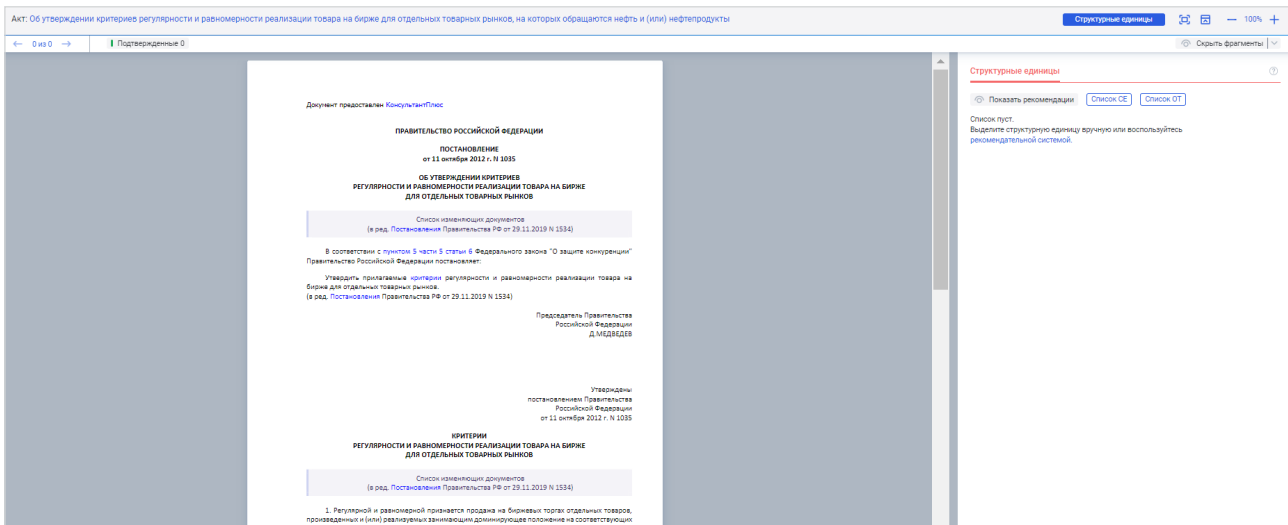 Акт: Об утверждении критериев регулярности и равномерности реализации товара на бирже для отдельных товарных рынков, на которых обращаются нефть и (или) нефтепродукты
Структурные единицы
100%
0 из 0
Подтвержденные 0
Скрыть фрагменты
Документ предоставлен КонсультантПлюс
ПРАВИТЕЛЬСТВО РОССИЙСКОЙ ФЕДЕРАЦИИ
ПОСТАНОВЛЕНИЕ
от 11 октября 2012 г. N 1035
ОБ УТВЕРЖДЕНИИ КРИТЕРИЕВ
РЕГУЛЯРНОСТИ И РАВНОМЕРНОСТИ РЕАЛИЗАЦИИ ТОВАРА НА БИРЖЕ
ДЛЯ ОТДЕЛЬНЫХ ТОВАРНЫХ РЫНКОВ
Список изменяющих документов
(в ред. Постановления Правительства РФ от 29.11.2019 N 1534)
В соответствии с пунктом 5 части 5 статьи 6 Федерального закона "О защите конкуренции"
Правительство Российской Федерации постановляет:
Утвердить прилагаемые критерии регулярности и равномерности реализации товара на
бирже для отдельных товарных рынков.
(в ред. Постановления Правительства РФ от 29.11.2019 N 1534)
Председатель Правительства
Российской Федерации
Д.МЕДВЕДЕВ
Утверждены
постановлением Правительства
Российской Федерации
от 11 октября 2012 г. N 1035
КРИТЕРИИ
РЕГУЛЯРНОСТИ И РАВНОМЕРНОСТИ РЕАЛИЗАЦИИ ТОВАРА НА БИРЖЕ
ДЛЯ ОТДЕЛЬНЫХ ТОВАРНЫХ РЫНКОВ
Список изменяющих документов
(в ред. Постановления Правительства РФ от 29.11.2019 N 1534)
1. Регулярной и равномерной признается продажа на биржевых торгах отдельных товаров,
произведенных и (или) реализуемых занимающим доминирующее положение на соответствующих
Структурные единицы
Показать рекомендации
Список СЕ
Список ОТ
Список пуст.
Выделите структурную единицу вручную или воспользуйтесь
рекомендательной системой.